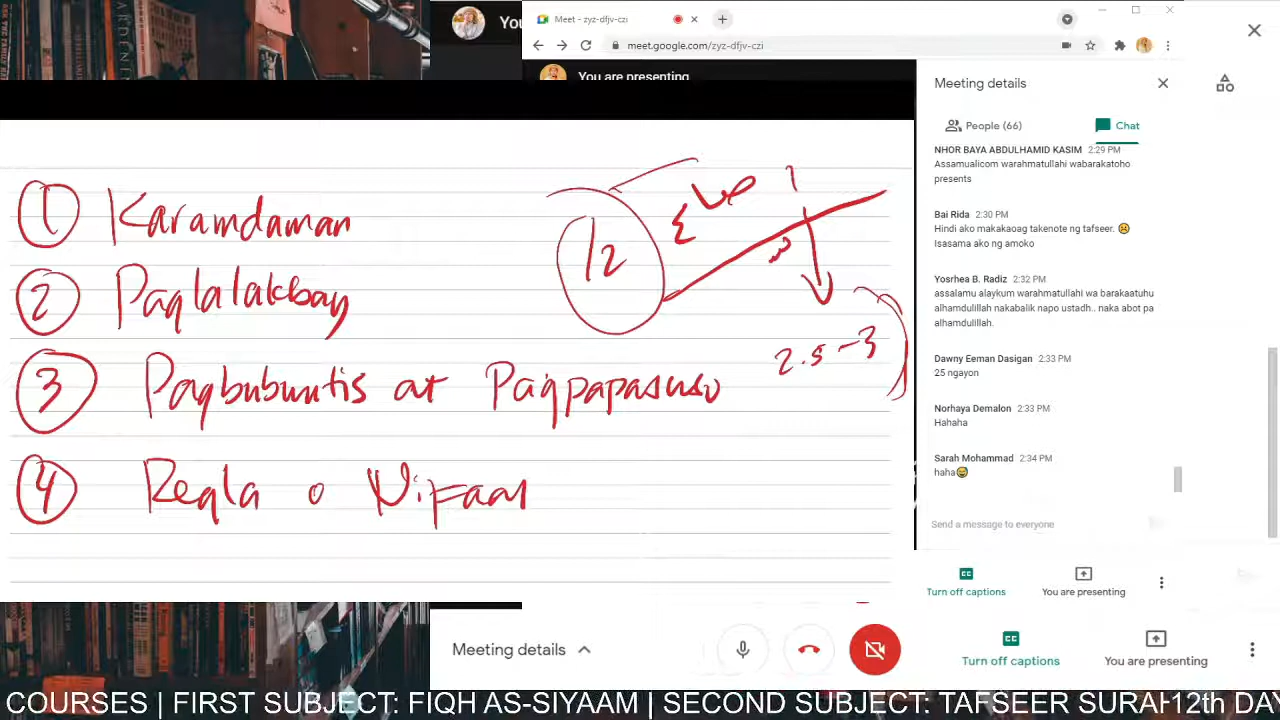 You
Meet - zyz-dfjv-czi
meet.google.com/zyz-dfjv-czi
You are presenting
Meeting details
People (66)
Chat
NHOR BAYA ABDULHAMID KASIM 2:29 PM
Assamualicom warahmatullahi wabarakatoho
presents
Bai Rida 2:30 PM
Hindi ako makakaoag takenote ng tafseer. ☹️
Isasama ako ng amoko
Yosrhea B. Radiz 2:32 PM
assalamu alaykum warahmatullahi wa barakaatuhu
alhamdulillah nakabalik napo ustadh.. naka abot pa
alhamdulillah.
Dawny Eeman Dasigan 2:33 PM
25 ngayon
Norhaya Demalon 2:33 PM
Hahaha
Sarah Mohammad 2:34 PM
haha😅
Send a message to everyone
Turn off captions
You are presenting
1 Karamdaman
2 Paglalakbay
3 Pagbubuntis at Pagpapasuso
4 Regla o Nifaas
12
2.5-3
Meeting details
Turn off captions
You are presenting
COURSES | FIRST SUBJECT: FIQH AS-SIYAAM | SECOND SUBJECT: TAFSEER SURAH 12th DA